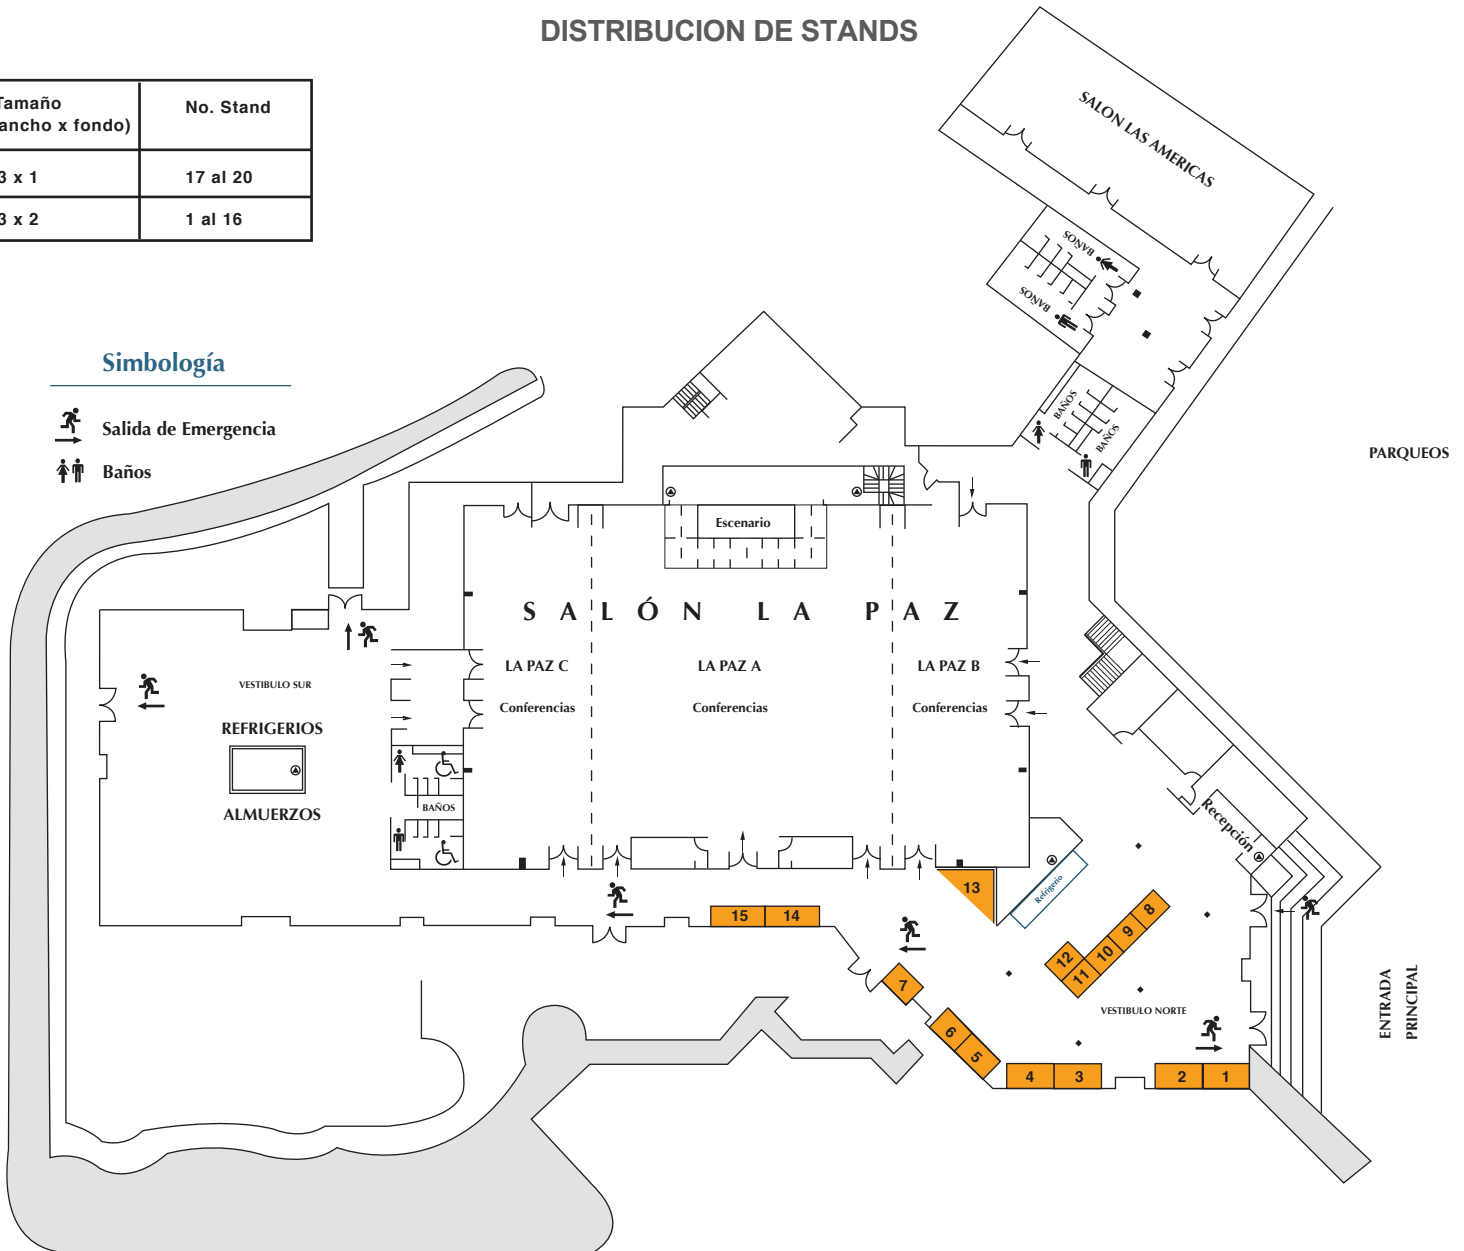 DISTRIBUCION DE STANDS
Tamaño
ancho x fondo)
No. Stand
3 x 1
17 al 20
3 x 2
1 al 16
SALON LAS AMERICAS
BAÑOS
BAÑOS
BAÑOS
BAÑOS
PARQUEOS
Simbología
Salida de Emergencia
Baños
Escenario
SALÓN LA PAZ
LA PAZ C
LA PAZ A
LA PAZ B
Conferencias
Conferencias
Conferencias
VESTIBULO SUR
REFRIGERIOS
ALMUERZOS
BAÑOS
Recepción
Refrigerio
13
15
14
8
9
10
11
12
7
6
5
4
3
2
1
VESTIBULO NORTE
ENTRADA
PRINCIPAL